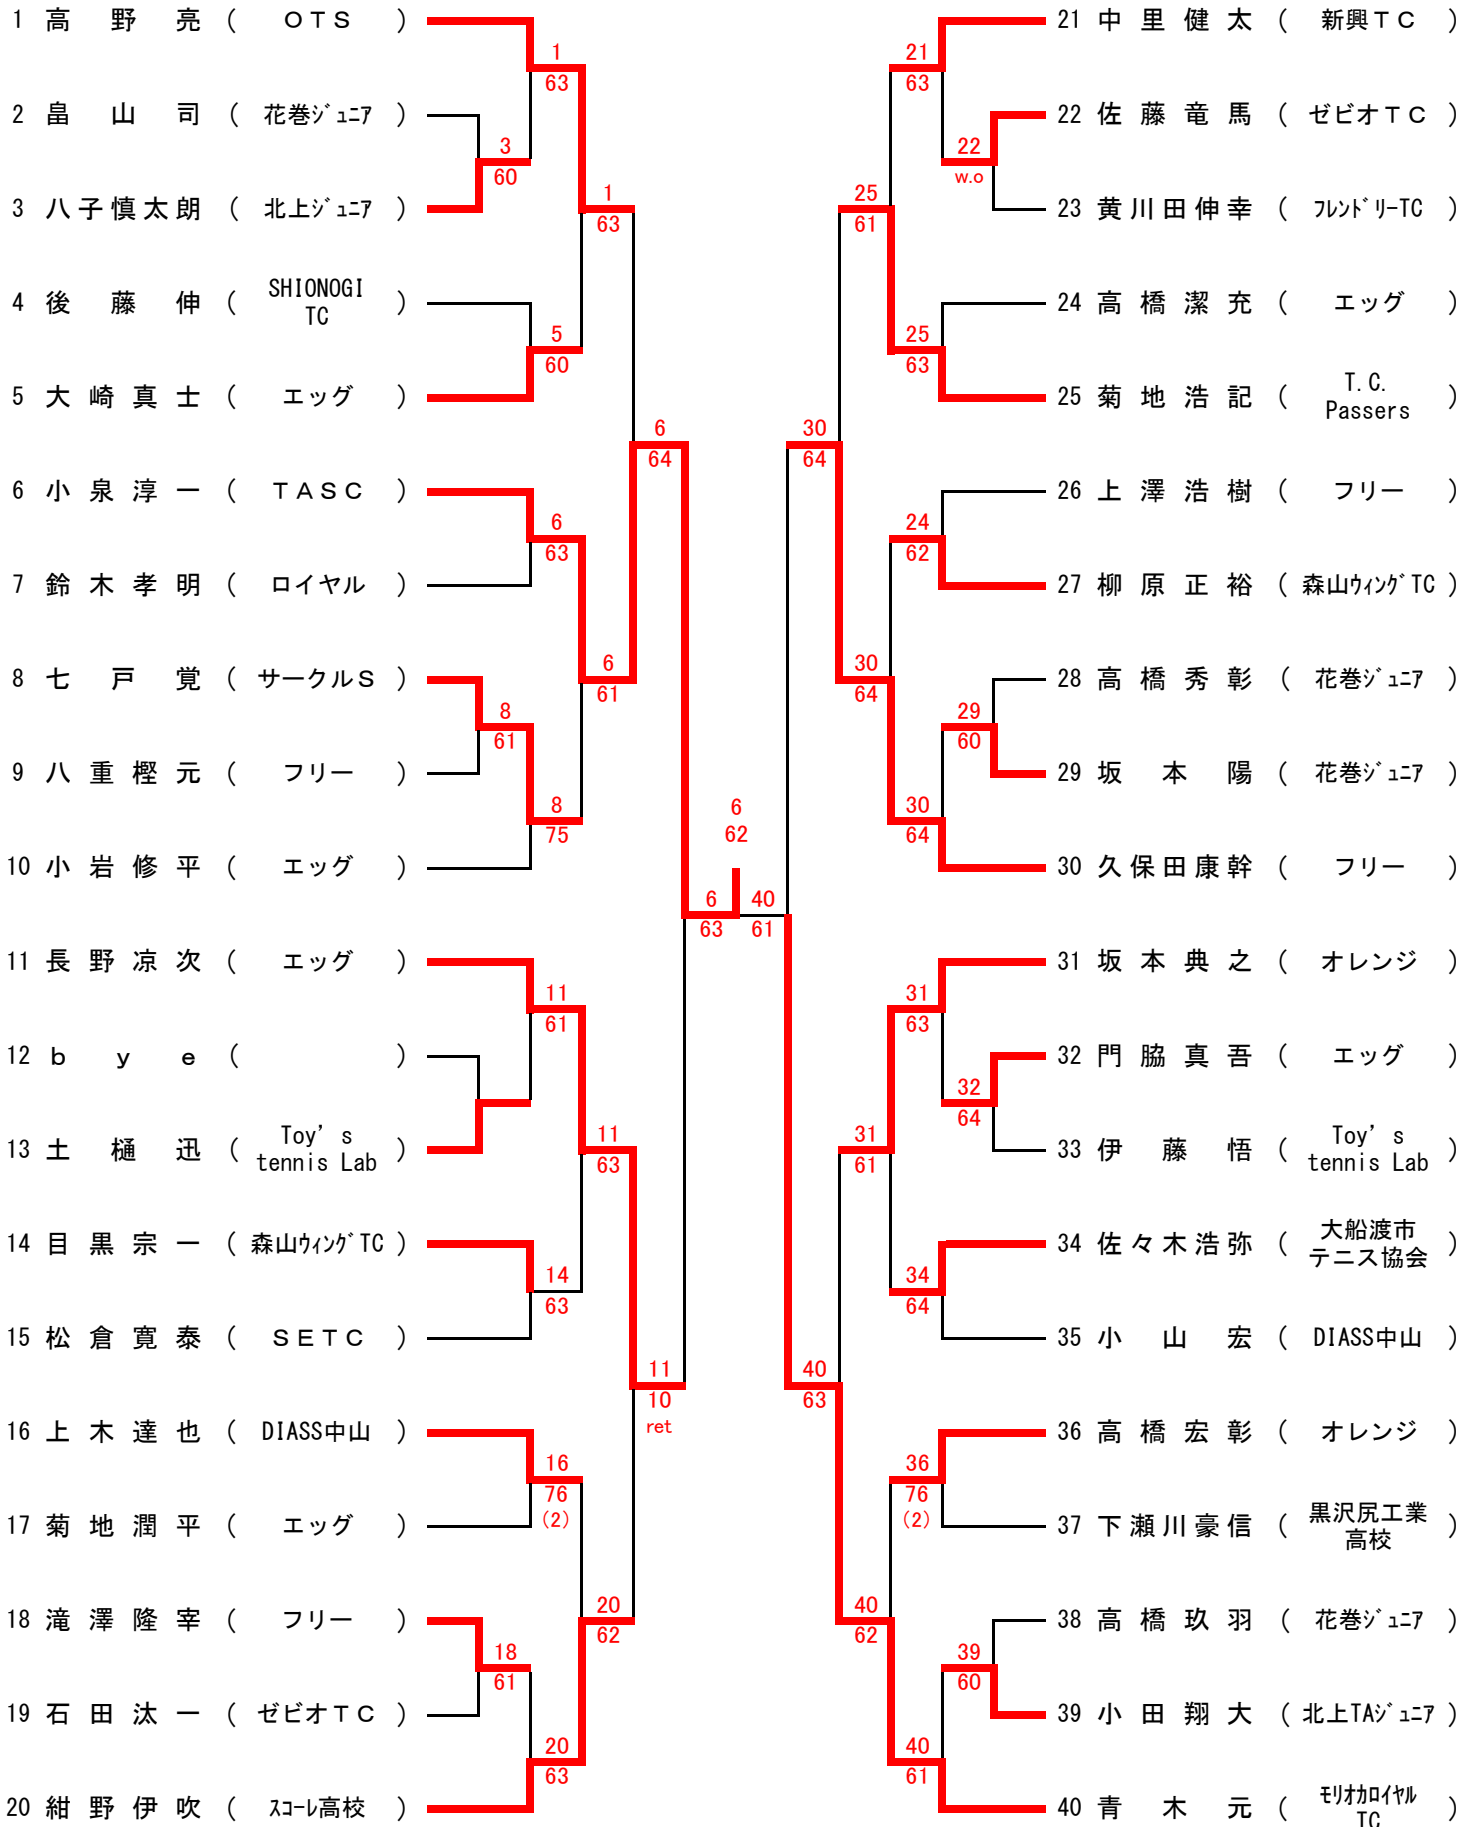 1 高野亮 ( OTS )
1
63
2 畠山司 ( 花巻ｼﾞｭﾆｱ )
3
60
3 八子慎太朗 ( 北上ｼﾞｭﾆｱ )
1
63
4 後藤伸 ( SHIONOGI
TC )
5
60
5 大崎真士 ( エッグ )
6
64
6 小泉淳一 ( TASC )
6
63
7 鈴木孝明 ( ロイヤル )
6
61
8 七戸覚 ( サークルS )
8
61
9 八重樫元 ( フリー )
8
75
10 小岩修平 ( エッグ )
6
63
11 長野凉次 ( エッグ )
11
61
12 bye ( )
13 土樋迅 ( Toy’s
tennis Lab )
11
63
14 目黒宗一 ( 森山ｳｨﾝｸﾞTC )
14
63
15 松倉寛泰 ( SETC )
11
10
ret
16 上木達也 ( DIASS中山 )
16
76
(2)
17 菊地潤平 ( エッグ )
20
62
18 滝澤隆宰 ( フリー )
18
61
19 石田汰一 ( ゼビオTC )
20
63
20 紺野伊吹 ( ｽｺｰﾚ高校 )
6
62
21 中里健太 ( 新興TC )
21
63
22 佐藤竜馬 ( ゼビオTC )
22
w.o
23 黄川田伸幸 ( ﾌﾚﾝﾄﾞﾘｰTC )
25
61
24 高橋潔充 ( エッグ )
25
63
25 菊地浩記 ( T.C.
Passers )
30
64
26 上澤浩樹 ( フリー )
24
62
27 柳原正裕 ( 森山ｳｨﾝｸﾞTC )
30
64
28 高橋秀彰 ( 花巻ｼﾞｭﾆｱ )
29
60
29 坂本陽 ( 花巻ｼﾞｭﾆｱ )
30
64
30 久保田康幹 ( フリー )
40
61
31 坂本典之 ( オレンジ )
31
63
32 門脇真吾 ( エッグ )
32
64
33 伊藤悟 ( Toy’s
tennis Lab )
31
61
34 佐々木浩弥 ( 大船渡市
テニス協会 )
34
64
35 小山宏 ( DIASS中山 )
40
63
36 高橋宏彰 ( オレンジ )
36
76
(2)
37 下瀬川豪信 ( 黒沢尻工業
高校 )
40
62
38 高橋玖羽 ( 花巻ｼﾞｭﾆｱ )
39
60
39 小田翔大 ( 北上TAｼﾞｭﾆｱ )
40
61
40 青木元 ( ﾓﾘｵｶﾛｲﾔﾙ
TC )